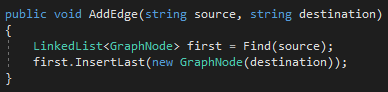 public void AddEdge(string source, string destination)
{
LinkedList<GraphNode> first = Find(source);
first.InsertLast(new GraphNode(destination));
}